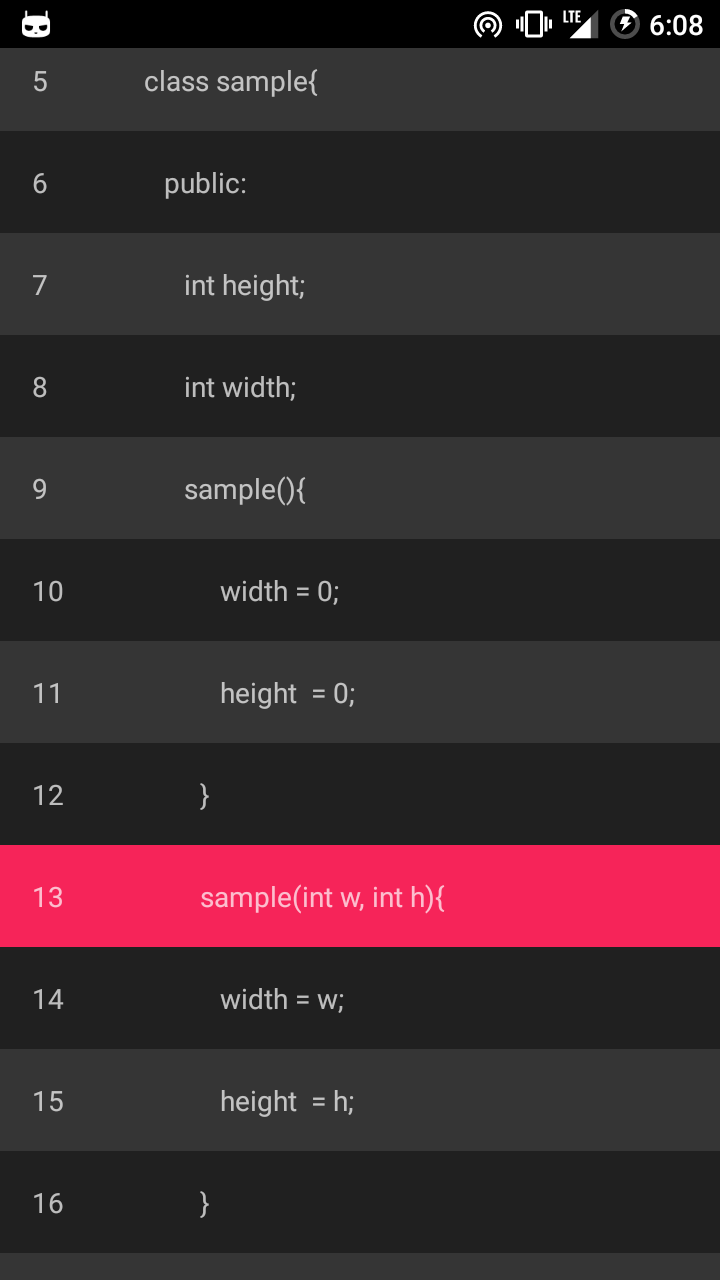 LTE 6:08
5 class sample{
6 public:
7 int height;
8 int width;
9 sample(){
10 width = 0;
11 height  = 0;
12 }
13 sample(int w, int h){
14 width = w;
15 height  = h;
16 }